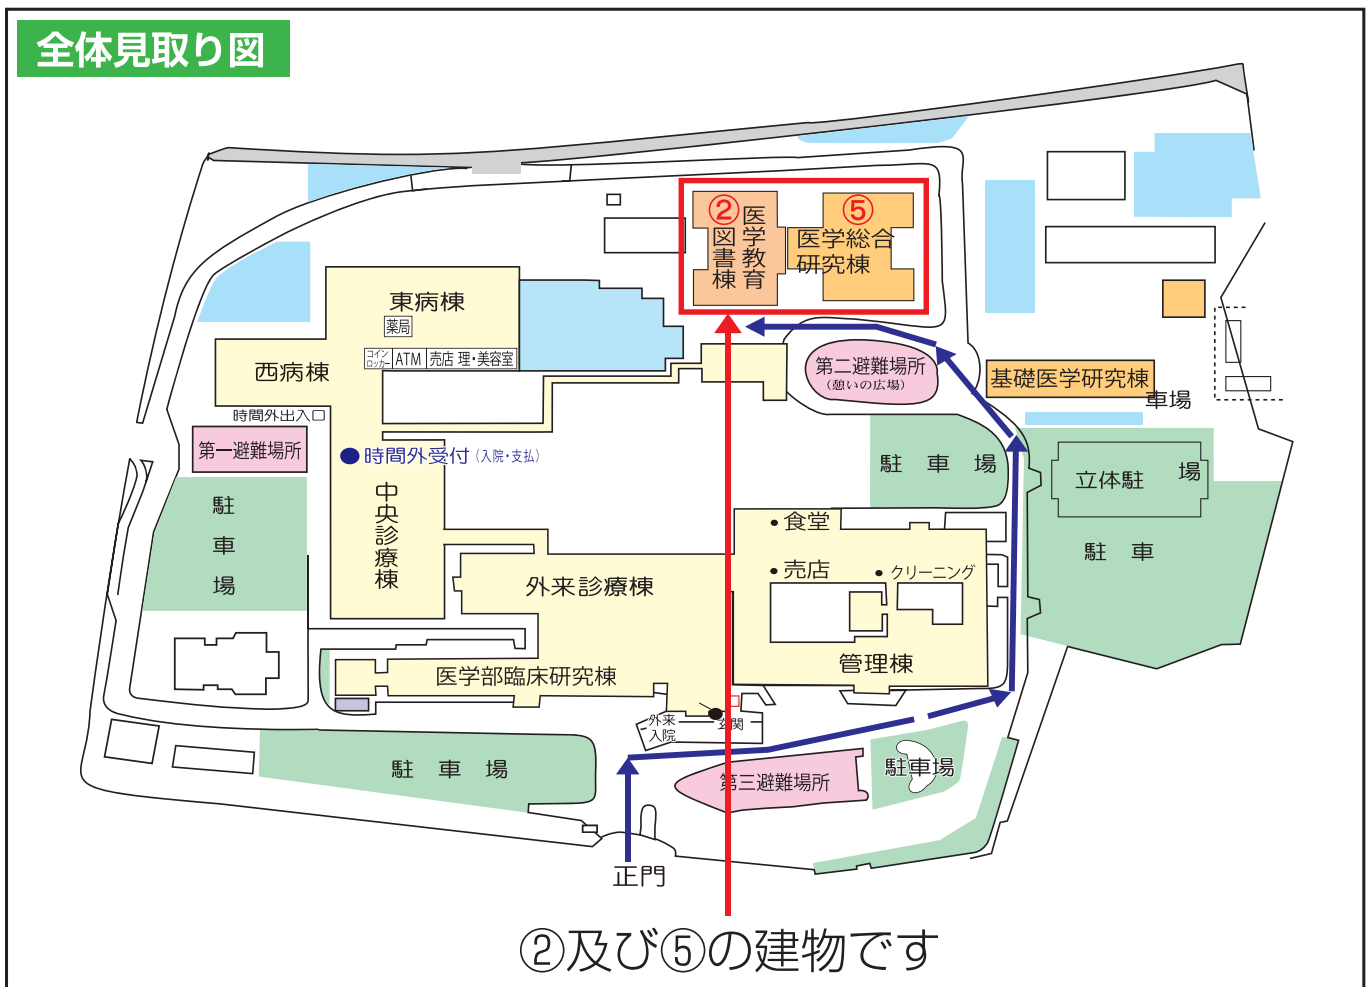 全体見取り図
②
医学教育
図書棟
⑤
医学総合
研究棟
東病棟
薬局
コイン
ロッカー
ATM
売店 理・美容室
西病棟
時間外出入口
第一避難場所
時間外受付(入院・支払)
第二避難場所
(憩いの広場)
基礎医学研究棟
車場
駐車場
立体駐
場
駐車
駐車場
中央診療棟
食堂
売店
クリーニング
外来診療棟
管理棟
医学部臨床研究棟
外来
入院
玄関
駐車場
第三避難場所
駐車場
正門
②及び⑤の建物です